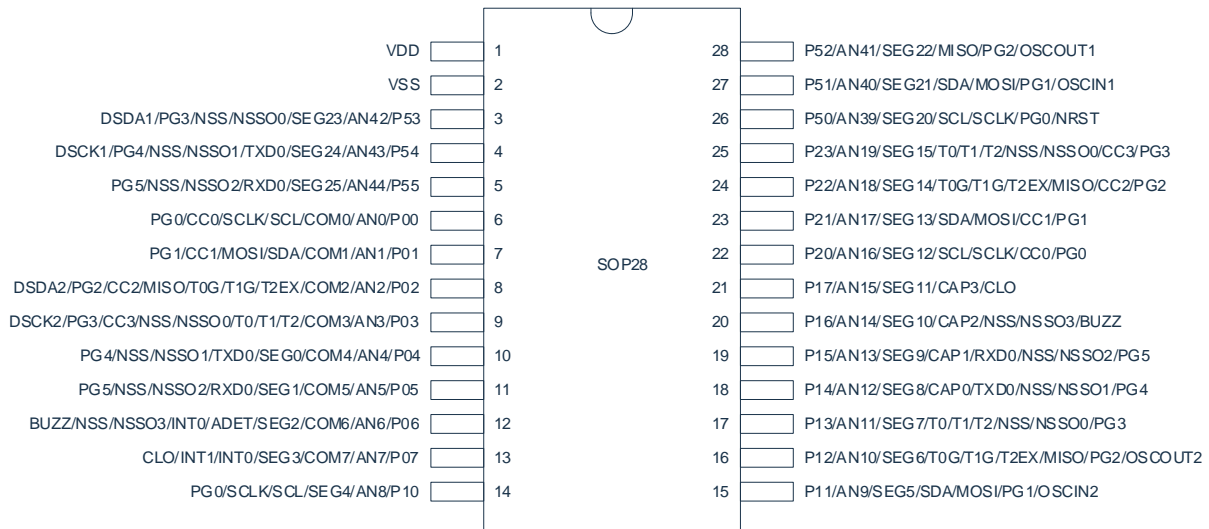 VDD 1 28 P52/AN41/SEG22/MISO/PG2/OSCOUT1
VSS 2 27 P51/AN40/SEG21/SDA/MOSI/PG1/OSCIN1
DSDA1/PG3/NSS/NSSO0/SEG23/AN42/P53 3 26 P50/AN39/SEG20/SCL/SCLK/PG0/NRST
DSCK1/PG4/NSS/NSSO1/TXD0/SEG24/AN43/P54 4 25 P23/AN19/SEG15/T0/T1/T2/NSS/NSSO0/CC3/PG3
PG5/NSS/NSSO2/RXD0/SEG25/AN44/P55 5 24 P22/AN18/SEG14/T0G/T1G/T2EX/MISO/CC2/PG2
PG0/CC0/SCLK/SCL/COM0/AN0/P00 6 23 P21/AN17/SEG13/SDA/MOSI/CC1/PG1
PG1/CC1/MOSI/SDA/COM1/AN1/P01 7 22 P20/AN16/SEG12/SCL/SCLK/CC0/PG0
SOP28
DSDA2/PG2/CC2/MISO/T0G/T1G/T2EX/COM2/AN2/P02 8 21 P17/AN15/SEG11/CAP3/CLO
DSCK2/PG3/CC3/NSS/NSSO0/T0/T1/T2/COM3/AN3/P03 9 20 P16/AN14/SEG10/CAP2/NSS/NSSO3/BUZZ
PG4/NSS/NSSO1/TXD0/SEG0/COM4/AN4/P04 10 19 P15/AN13/SEG9/CAP1/RXD0/NSS/NSSO2/PG5
PG5/NSS/NSSO2/RXD0/SEG1/COM5/AN5/P05 11 18 P14/AN12/SEG8/CAP0/TXD0/NSS/NSSO1/PG4
BUZZ/NSS/NSSO3/INT0/ADET/SEG2/COM6/AN6/P06 12 17 P13/AN11/SEG7/T0/T1/T2/NSS/NSSO0/PG3
CLO/INT1/INT0/SEG3/COM7/AN7/P07 13 16 P12/AN10/SEG6/T0G/T1G/T2EX/MISO/PG2/OSCOUT2
PG0/SCLK/SCL/SEG4/AN8/P10 14 15 P11/AN9/SEG5/SDA/MOSI/PG1/OSCIN2